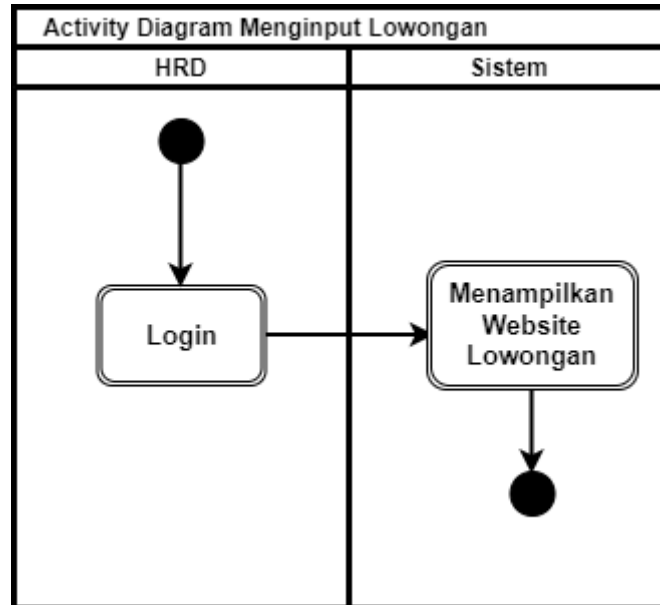 Activity Diagram Menginput Lowongan
HRD
Sistem
Login
Menampilkan
Website
Lowongan